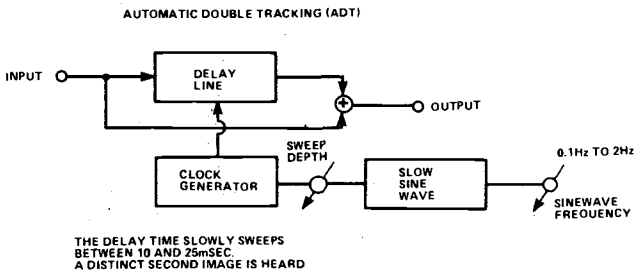 AUTOMATIC DOUBLE TRACKING (ADT)
INPUT
DELAY
LINE
+
OUTPUT
SWEEP
DEPTH
0.1Hz TO 2Hz
CLOCK
GENERATOR
SLOW
SINE
WAVE
SINEWAVE
FREQUENCY
THE DELAY TIME SLOWLY SWEEPS
BETWEEN 10 AND 25mSEC.
A DISTINCT SECOND IMAGE IS HEARD